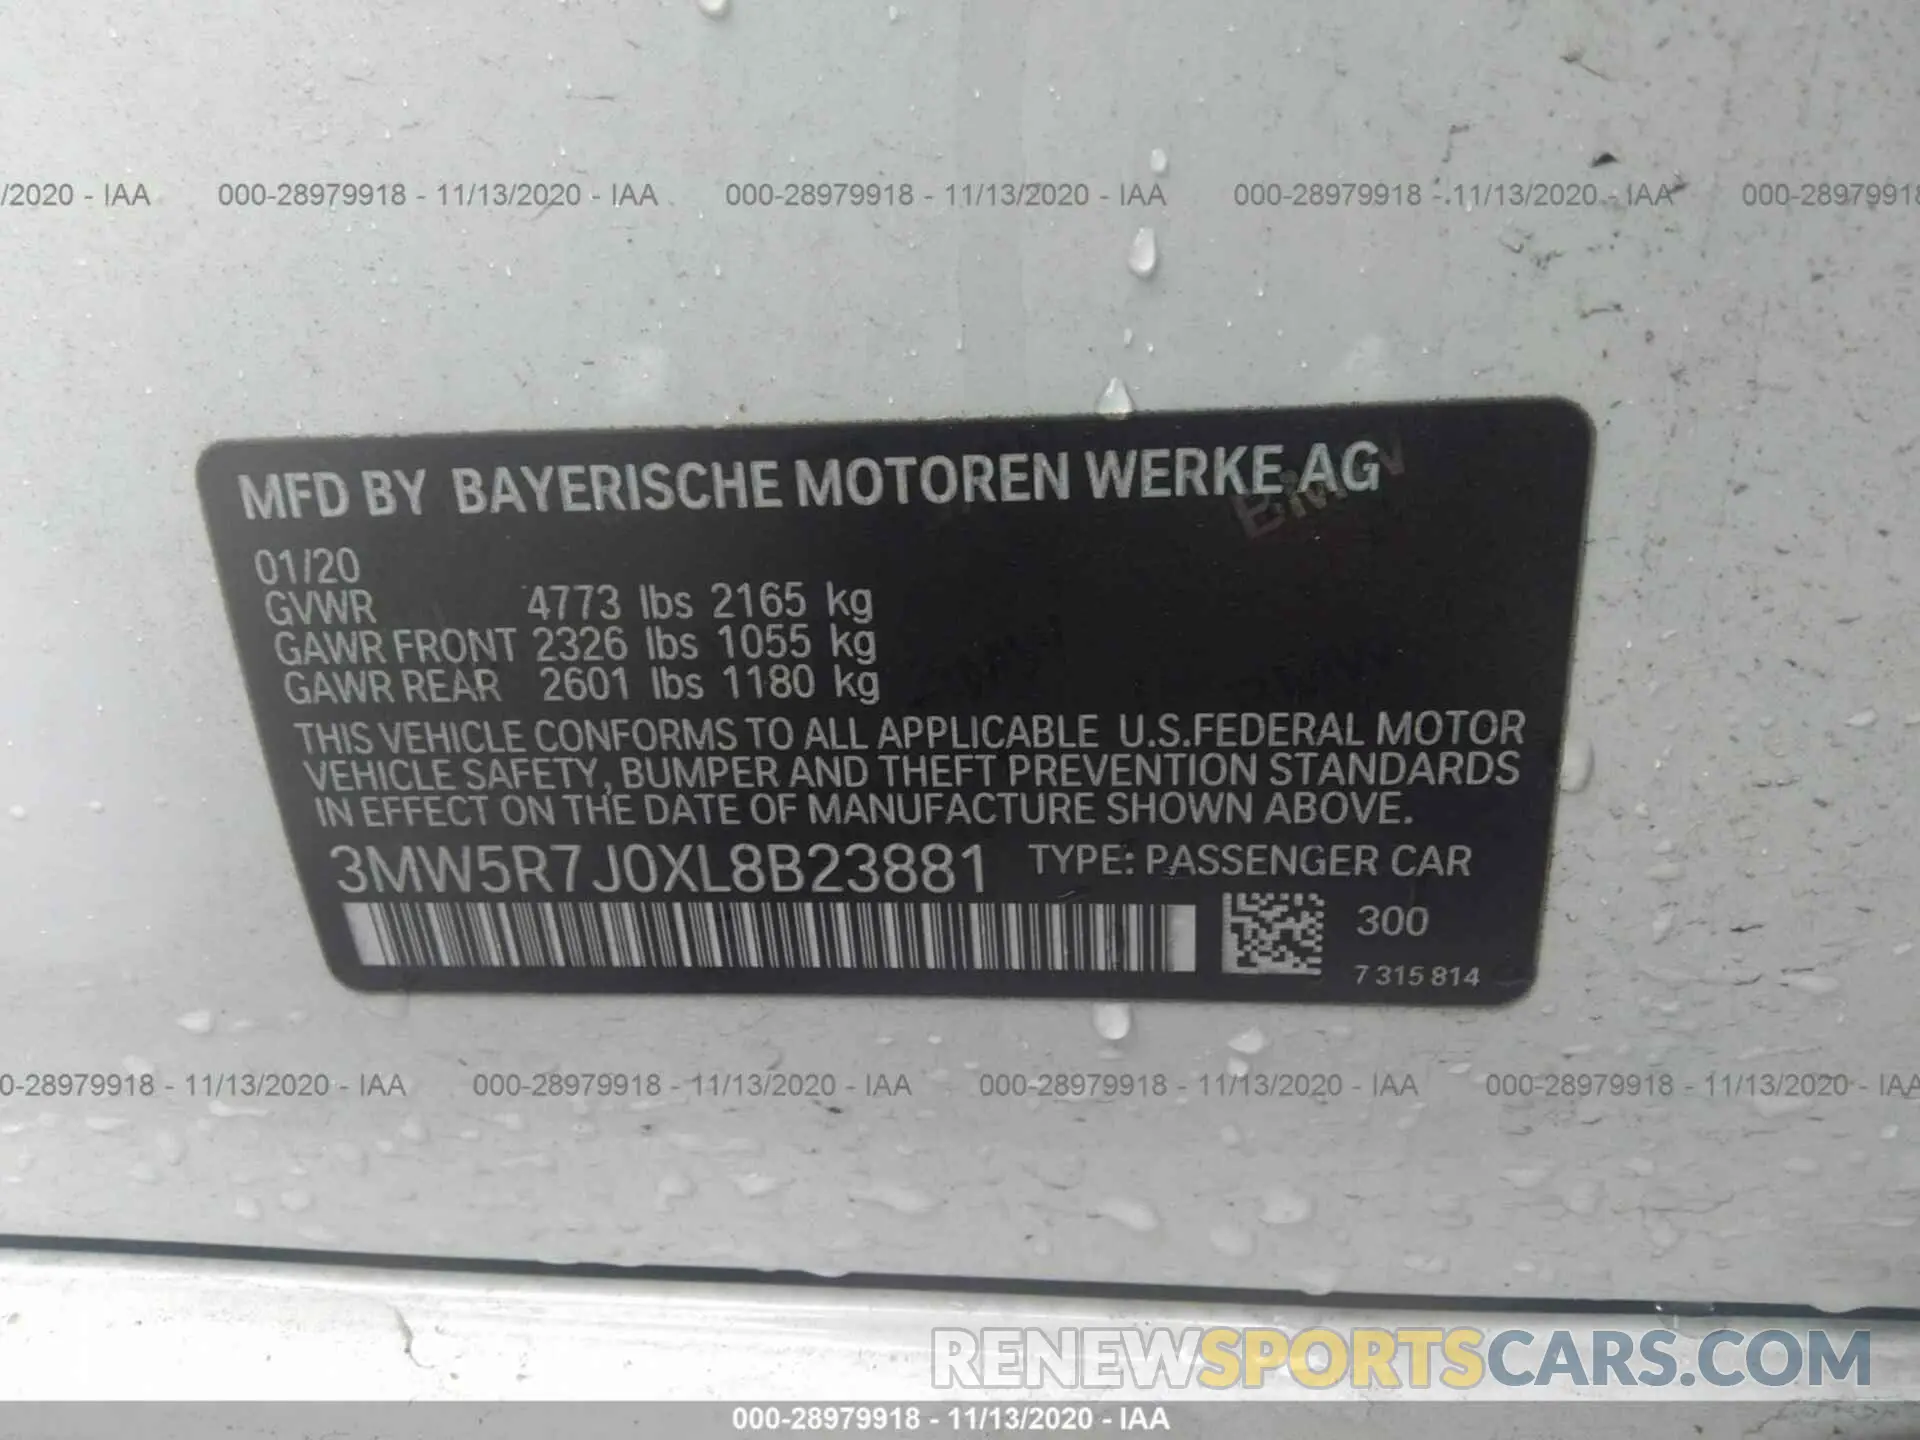 /2020 - IAA 000-28979918 - 11/13/2020 - IAA 000-28979918 - 11/13/2020 - IAA 000-28979918 - 11/13/2020 - IAA 000-28979918
MFD BY BAYERISCHE MOTOREN WERKE AG
BMW
01/20
GVWR 4773 lbs 2165 kg
GAWR FRONT 2326 lbs 1055 kg
GAWR REAR 2601 lbs 1180 kg
BMW BMW
THIS VEHICLE CONFORMS TO ALL APPLICABLE U.S.FEDERAL MOTOR
VEHICLE SAFETY, BUMPER AND THEFT PREVENTION STANDARDS
IN EFFECT ON THE DATE OF MANUFACTURE SHOWN ABOVE.
3MW5R7J0XL8B23881 TYPE: PASSENGER CAR
300
7 315 814
0-28979918 - 11/13/2020 - IAA 000-28979918 - 11/13/2020 - IAA 000-28979918 - 11/13/2020 - IAA 000-28979918 - 11/13/2020 - IAA
RENEWSPORTSCARS.COM
000-28979918 - 11/13/2020 - IAA